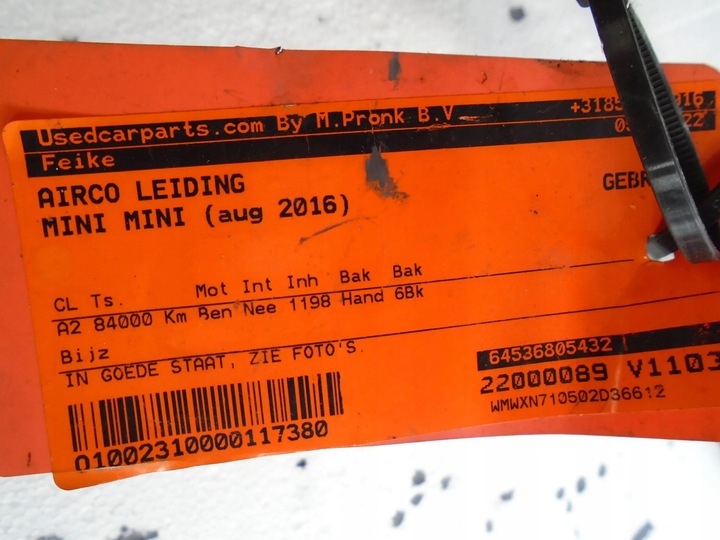 Usedcarparts.com By M.Pronk B.V
Feike
AIRCO LEIDING
MINI MINI (aug 2016)
CL Ts. Mot Int Inh Bak Bak
A2 84000 Km Ben Nee 1198 Hand 6Bk
Bijz
IN GOEDE STAAT, ZIE FOTO'S.
64536805432
22000089 V1103
WMWXN710502D36612
01002310000117380